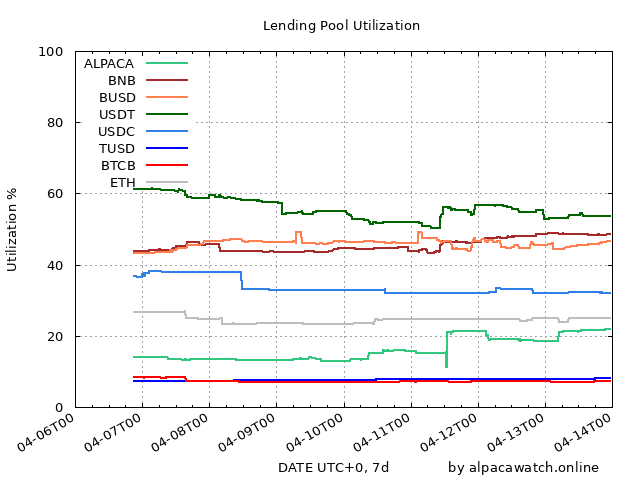 Lending Pool Utilization
100
80
60
40
20
0
Utilization %
ALPACA
BNB
BUSD
USDT
USDC
TUSD
BTCB
ETH
04-06T00
04-07T00
04-08T00
04-09T00
04-10T00
04-11T00
04-12T00
04-13T00
04-14T00
DATE UTC+0, 7d
by alpacawatch.online